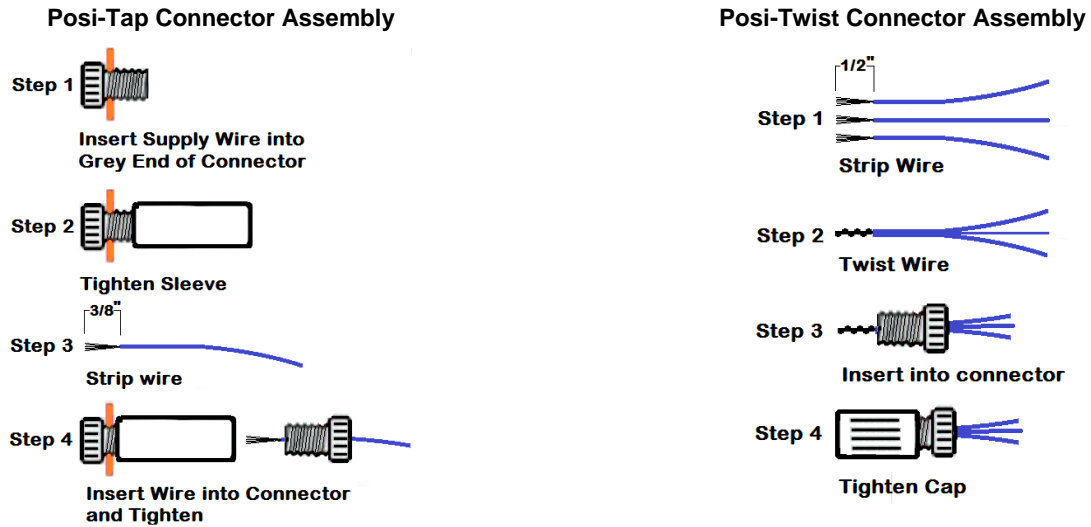 Posi-Tap Connector Assembly
Step 1
Insert Supply Wire into
Grey End of Connector
Step 2
Tighten Sleeve
3/8"
Step 3
Strip wire
Step 4
Insert Wire into Connector
and Tighten
Posi-Twist Connector Assembly
1/2"
Step 1
Strip Wire
Step 2
Twist Wire
Step 3
Insert into connector
Step 4
Tighten Cap